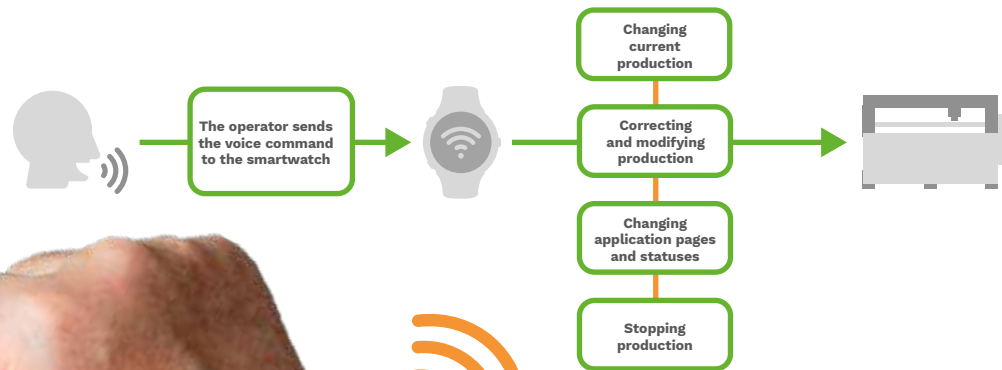 The operator sends
the voice command
to the smartwatch
Changing
current
production
Correcting
and modifying
production
Changing
application pages
and statuses
Stopping
production